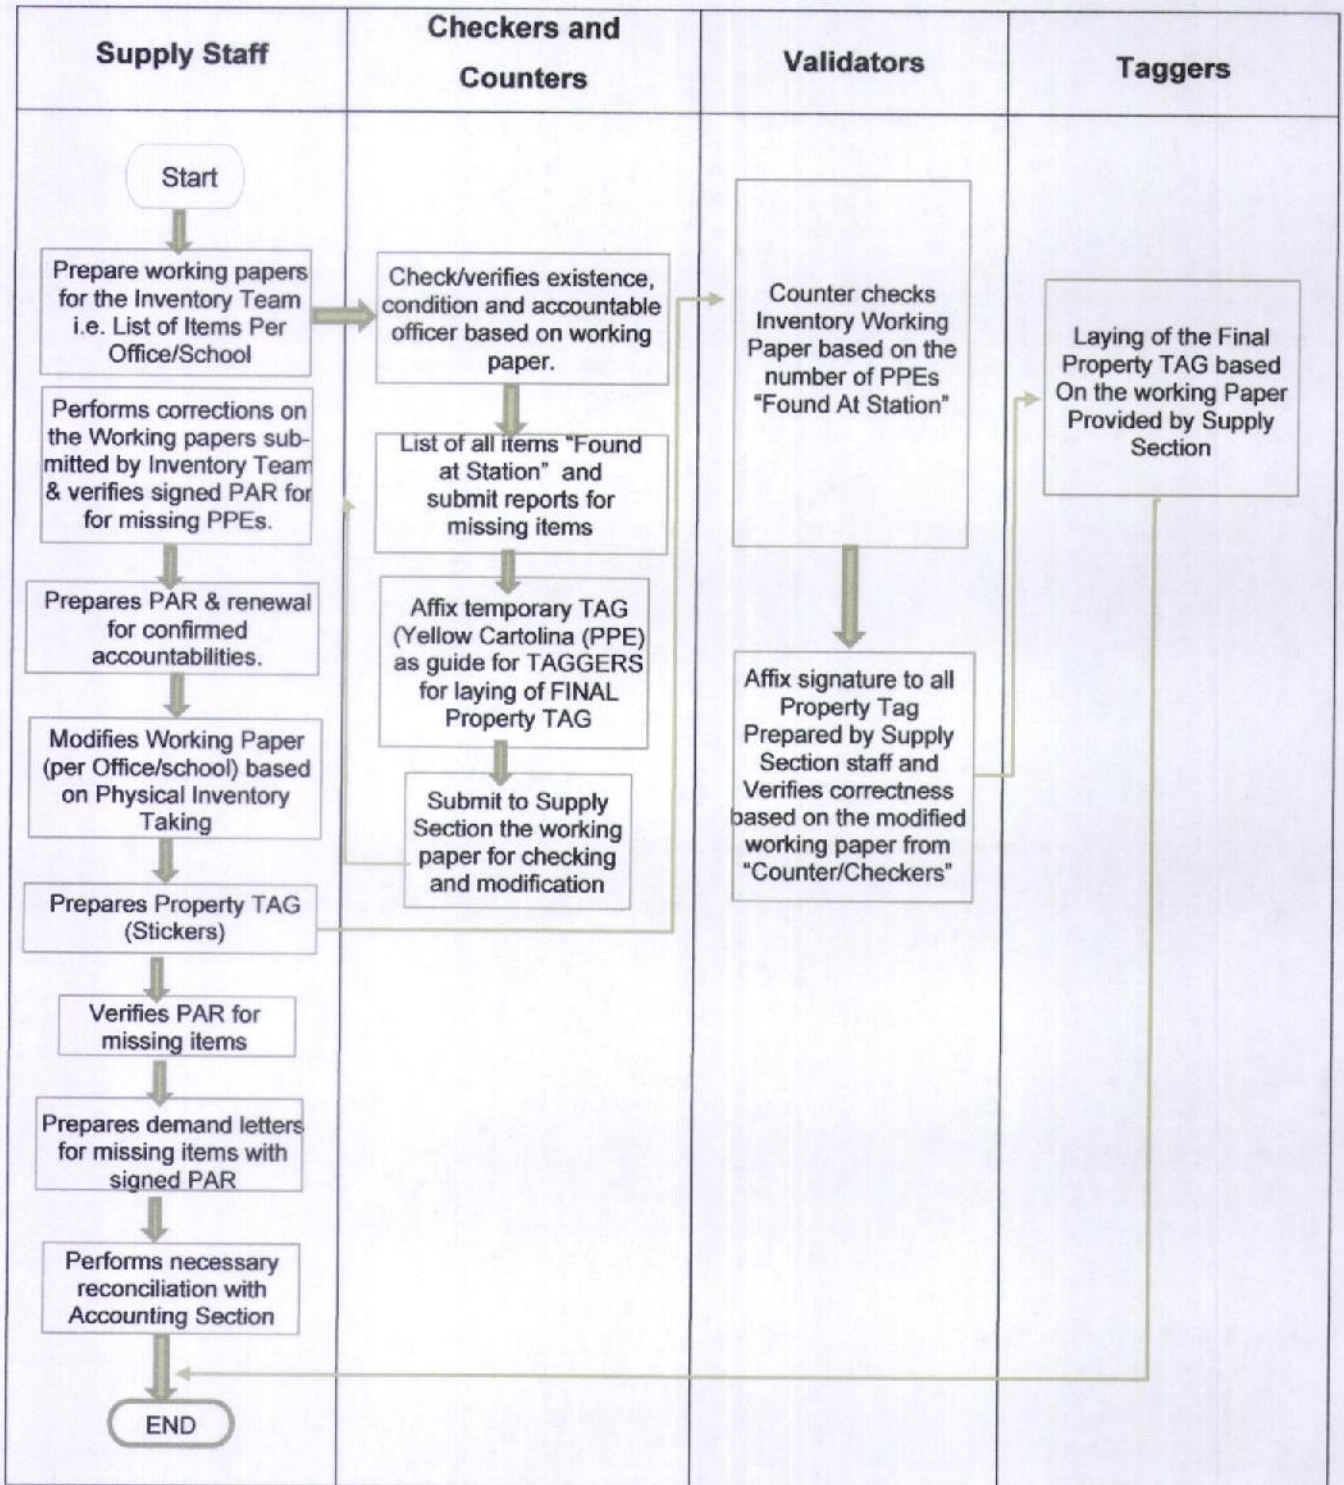 Supply Staff
Checkers and
Counters
Validators
Taggers
Start
Prepare working papers
for the Inventory Team
i.e. List of Items Per
Office/School
Performs corrections on
the Working papers sub-
mitted by Inventory Team
& verifies signed PAR for
for missing PPEs.
Prepares PAR & renewal
for confirmed
accountabilities.
Modifies Working Paper
(per Office/school) based
on Physical Inventory
Taking
Prepares Property TAG
(Stickers)
Verifies PAR for
missing items
Prepares demand letters
for missing items with
signed PAR
Performs necessary
reconciliation with
Accounting Section
END
Check/verifies existence,
condition and accountable
officer based on working
paper.
List of all items “Found
at Station” and
submit reports for
missing items
Affix temporary TAG
(Yellow Cartolina (PPE)
as guide for TAGGERS
for laying of FINAL
Property TAG
Submit to Supply
Section the working
paper for checking
and modification
Counter checks
Inventory Working
Paper based on the
number of PPEs
“Found At Station”
Affix signature to all
Property Tag
Prepared by Supply
Section staff and
Verifies correctness
based on the modified
working paper from
“Counter/Checkers”
Laying of the Final
Property TAG based
On the working Paper
Provided by Supply
Section